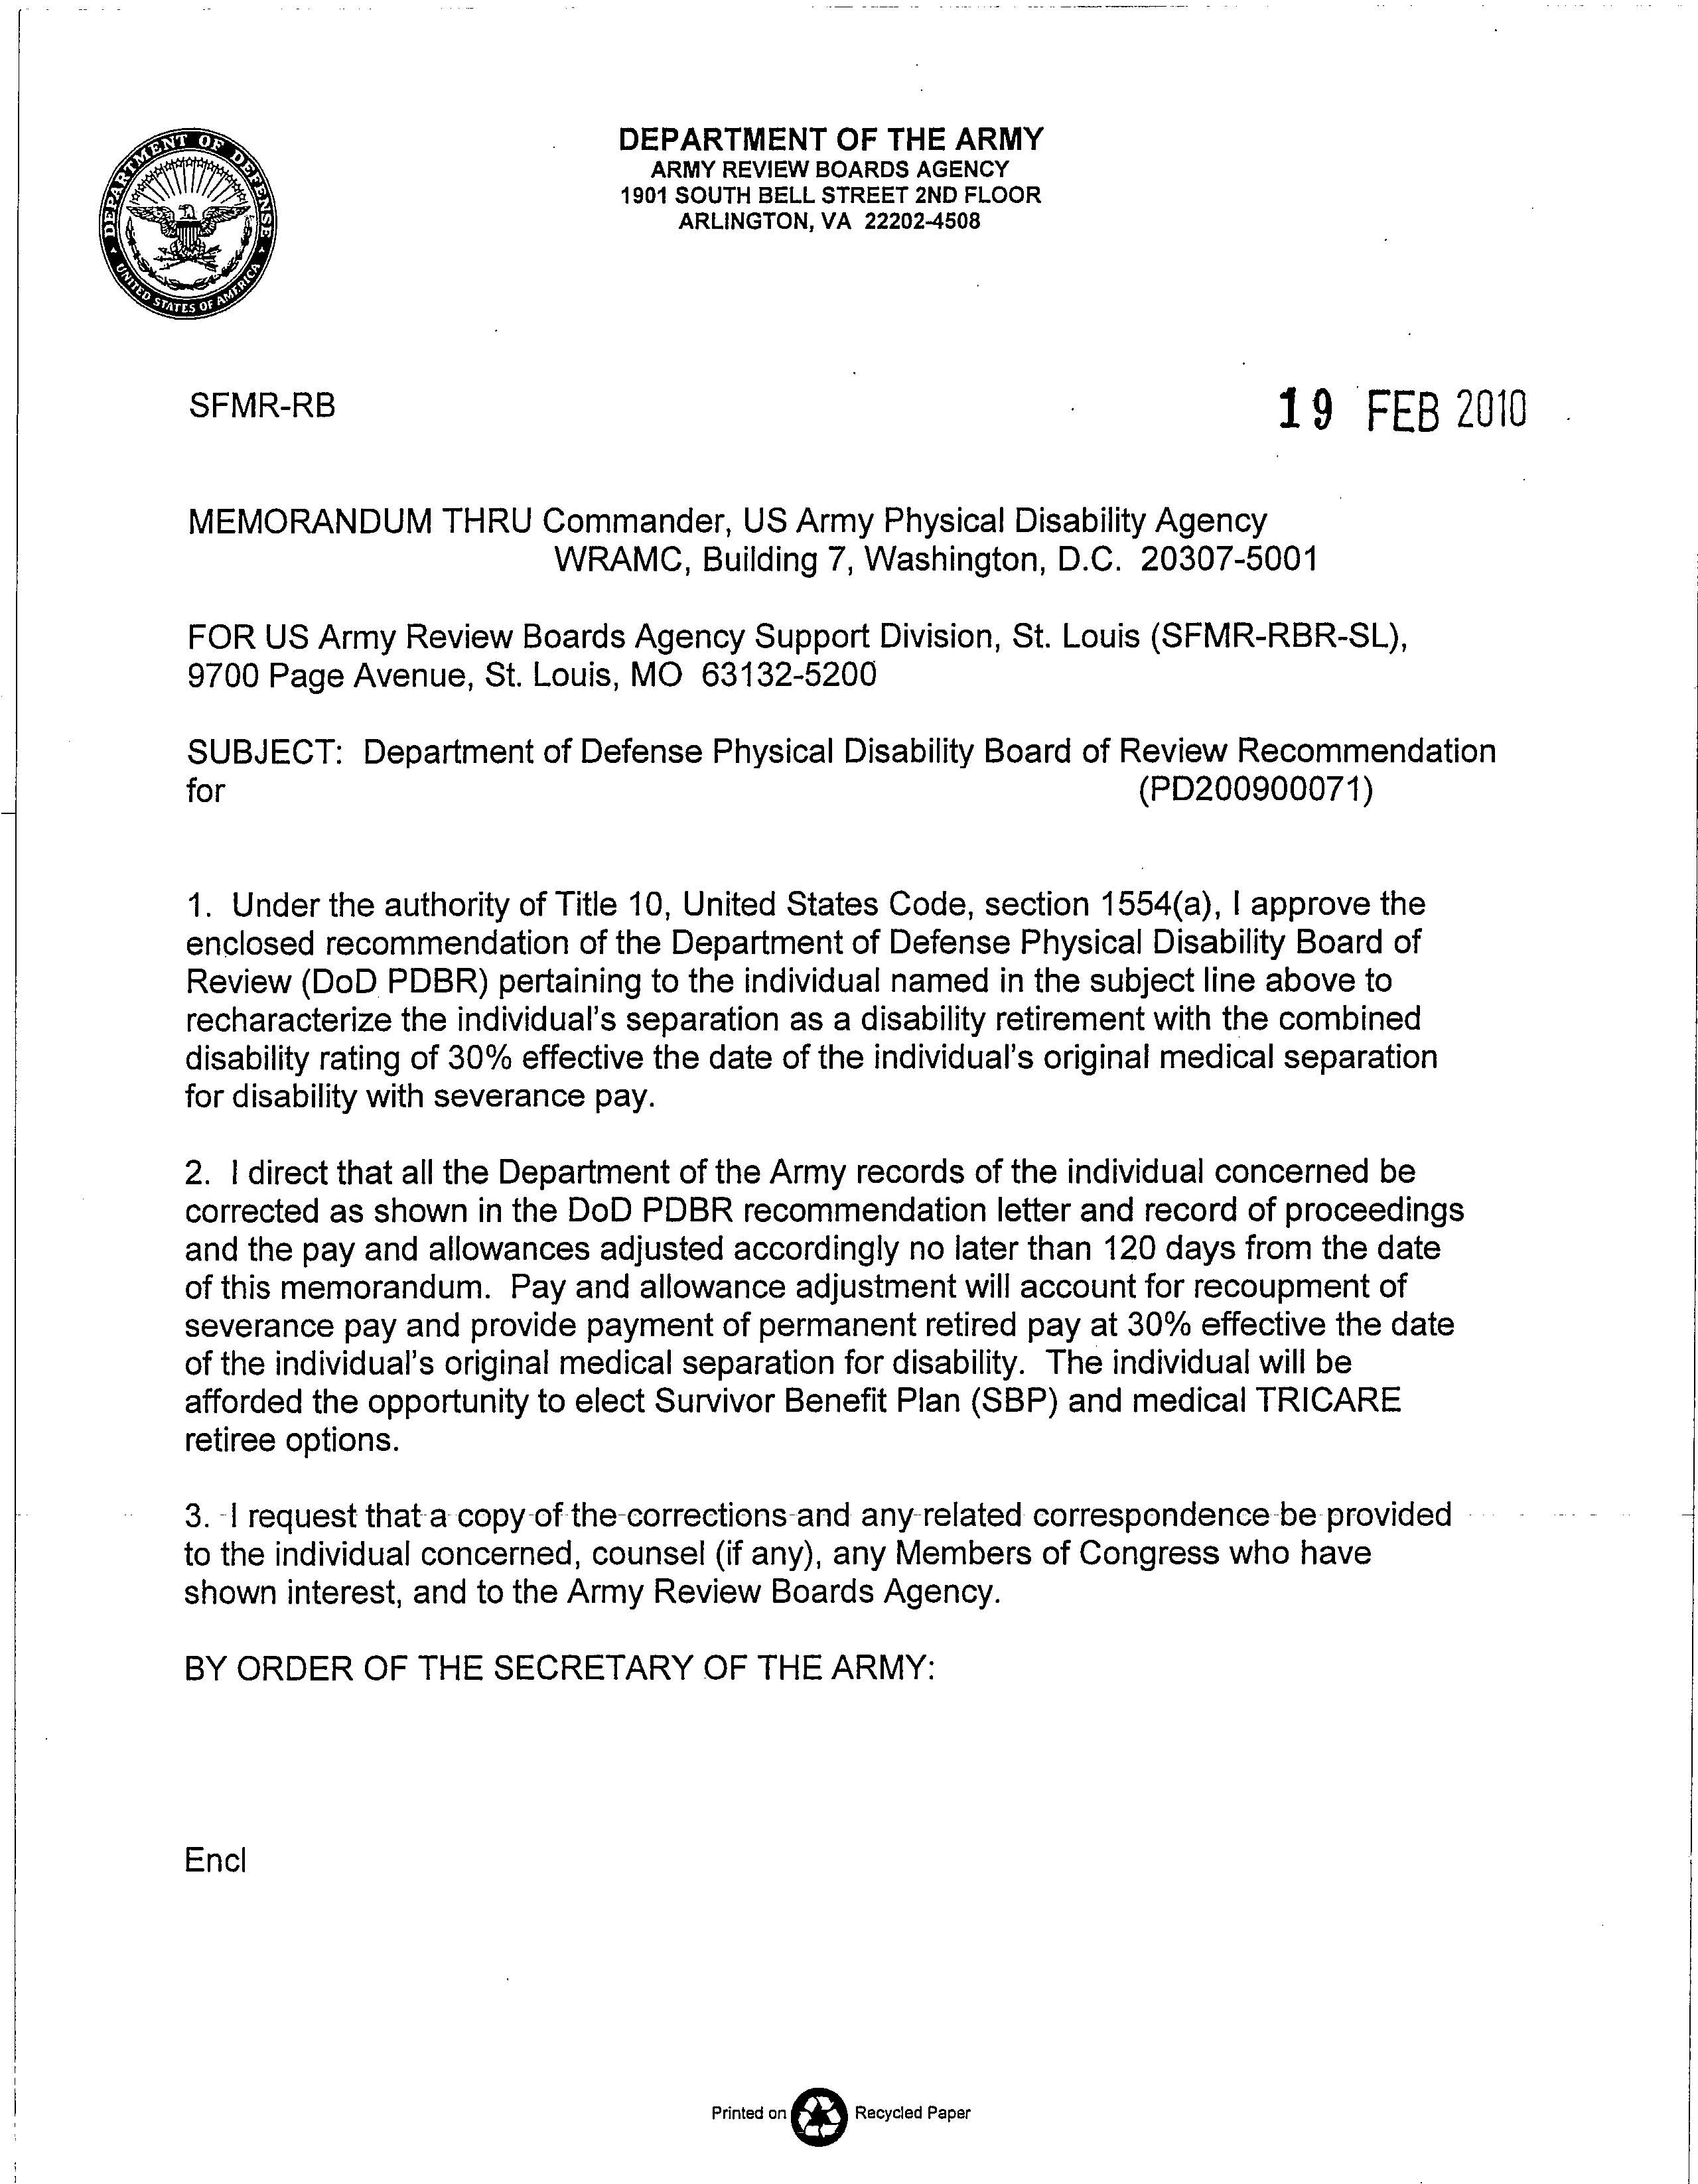 DEPARTMENT OF DEFENSE
UNITED STATES OF AMERICA
DEPARTMENT OF THE ARMY
ARMY REVIEW BOARDS AGENCY
1901 SOUTH BELL STREET 2ND FLOOR
ARLINGTON, VA 22202-4508
SFMR-RB
19 FEB 2010
MEMORANDUM THRU Commander, US Army Physical Disability Agency
WRAMC, Building 7, Washington, D.C. 20307-5001
FOR US Army Review Boards Agency Support Division, St. Louis (SFMR-RBR-SL),
9700 Page Avenue, St. Louis, MO 63132-5200
SUBJECT: Department of Defense Physical Disability Board of Review Recommendation
for (PD200900071)
1. Under the authority of Title 10, United States Code, section 1554(a), I approve the
enclosed recommendation of the Department of Defense Physical Disability Board of
Review (DoD PDBR) pertaining to the individual named in the subject line above to
recharacterize the individual's separation as a disability retirement with the combined
disability rating of 30% effective the date of the individual's original medical separation
for disability with severance pay.
2. I direct that all the Department of the Army records of the individual concerned be
corrected as shown in the DoD PDBR recommendation letter and record of proceedings
and the pay and allowances adjusted accordingly no later than 120 days from the date
of this memorandum. Pay and allowance adjustment will account for recoupment of
severance pay and provide payment of permanent retired pay at 30% effective the date
of the individual's original medical separation for disability. The individual will be
afforded the opportunity to elect Survivor Benefit Plan (SBP) and medical TRICARE
retiree options.
3. I request that a copy of the corrections and any related correspondence be provided
to the individual concerned, counsel (if any), any Members of Congress who have
shown interest, and to the Army Review Boards Agency.
BY ORDER OF THE SECRETARY OF THE ARMY:
Encl
Printed on Recycled Paper